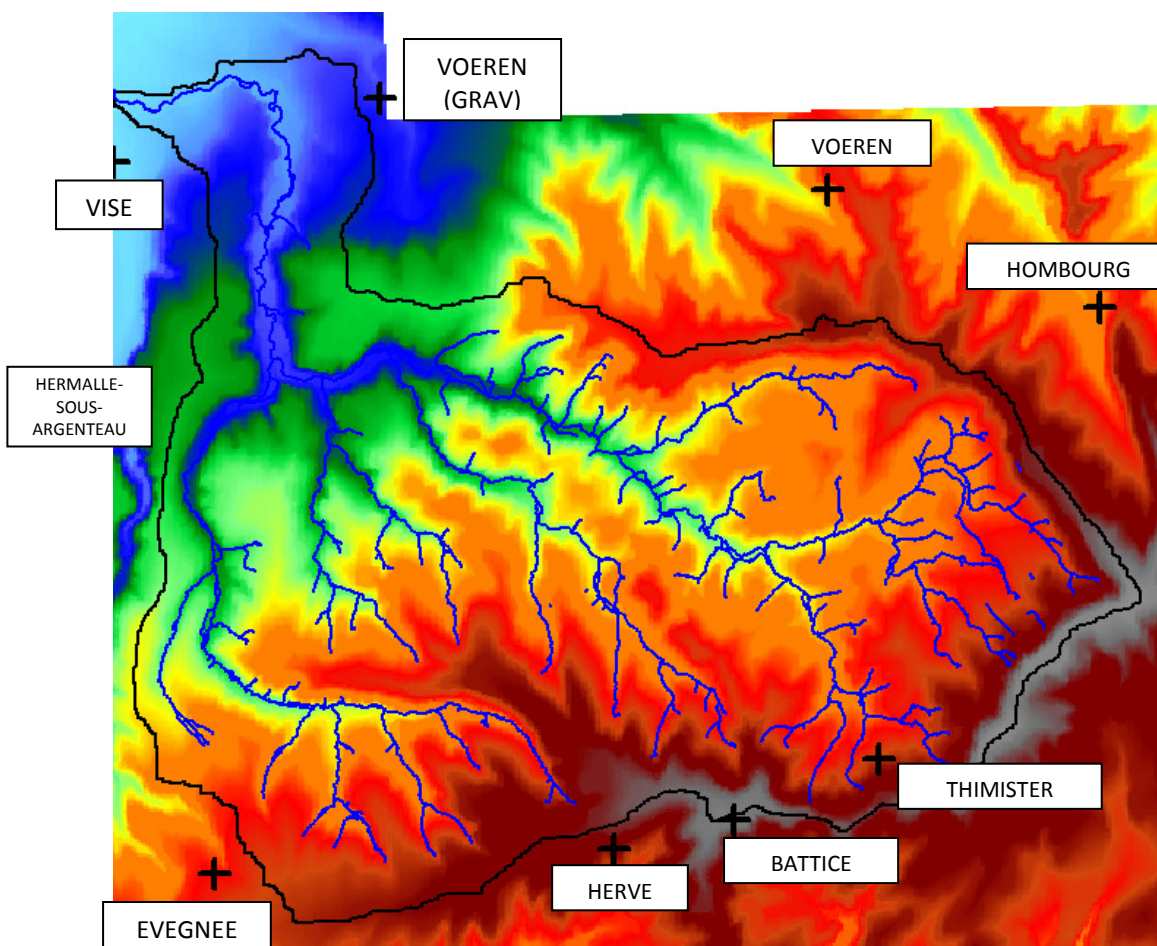 VOEREN
(GRAV)
VOEREN
VISE
HOMBOURG
HERMALLE-
SOUS-
ARGENTEAU
THIMISTER
BATTICE
HERVE
EVEGNEE